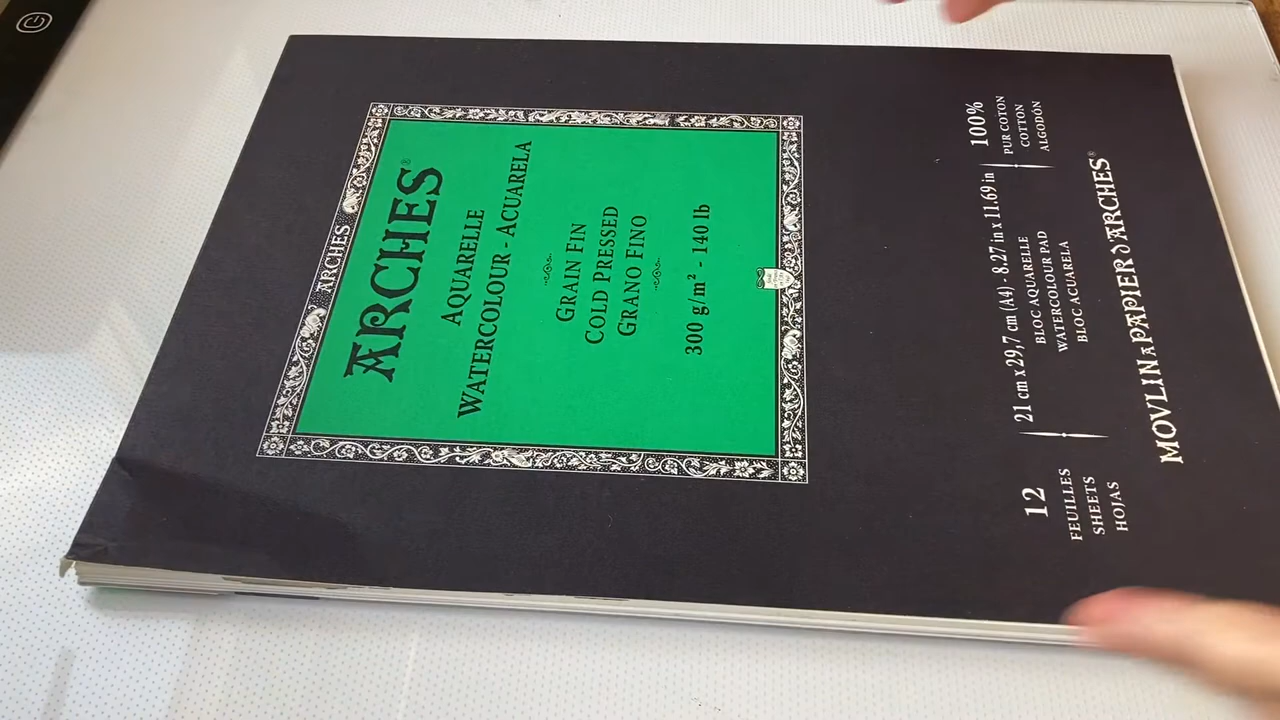 ARCHES
ARCHES®
AQUARELLE
WATERCOLOUR - ACUARELA
GRAIN FIN
COLD PRESSED
GRANO FINO
300 g/m² - 140 lb
12
FEUILLES
SHEETS
HOJAS
21 cm x 29,7 cm (A4) - 8.27 in x 11.69 in
BLOC AQUARELLE
WATERCOLOUR PAD
BLOC ACUARELA
100%
PUR COTON
COTTON
ALGODÓN
MOVLIN À PAPIER D'ARCHES®